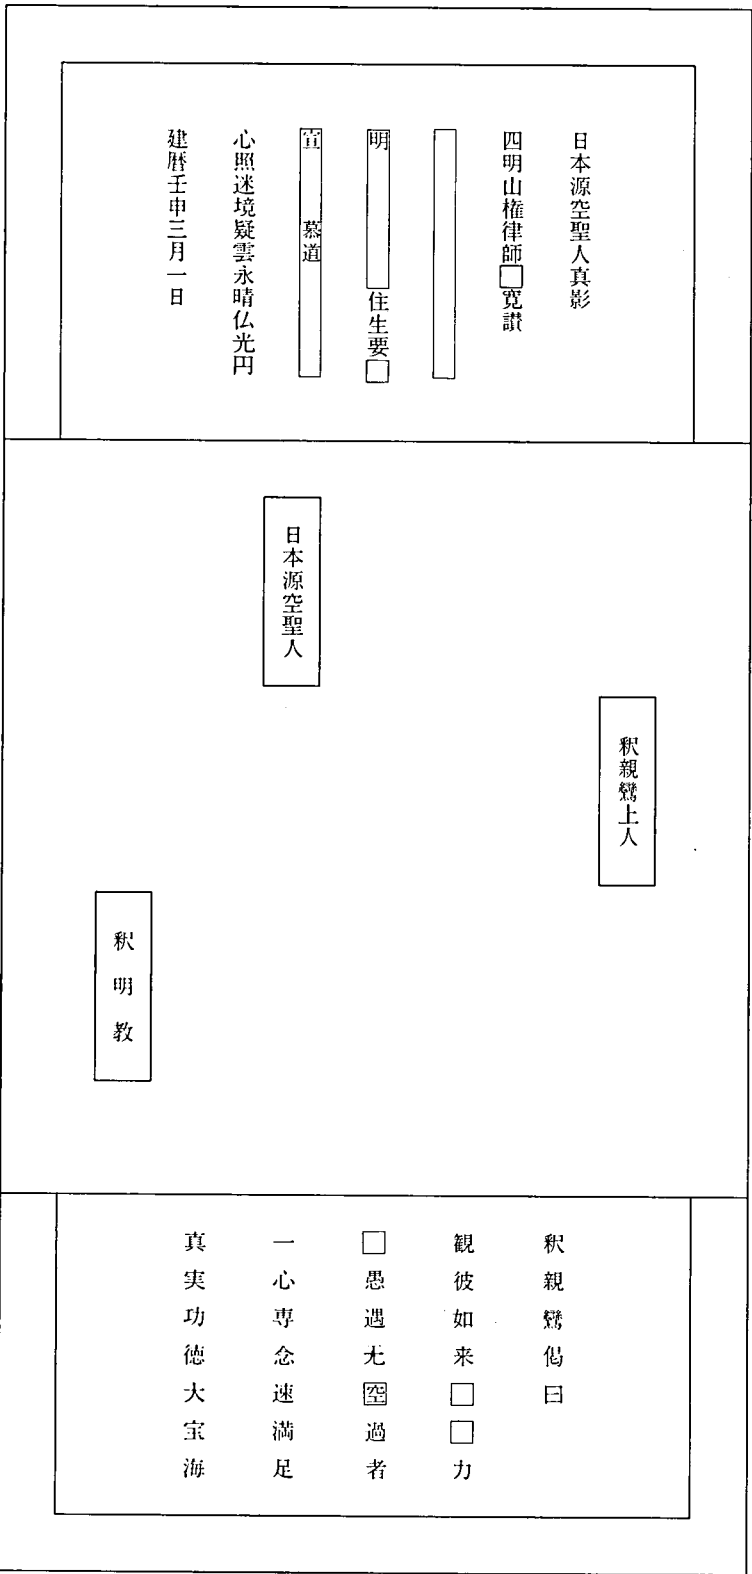 日本源空聖人真影
四明山権律師□寛讃
明 住生要□
宣 慕道
心照迷境疑雲永晴仏光円
建暦壬申三月一日
釈親鸞上人
日本源空聖人
釈明教
釈親鸞偈曰
観彼如来□□力
□愚遇无空過者
一心専念速満足
真実功徳大宝海